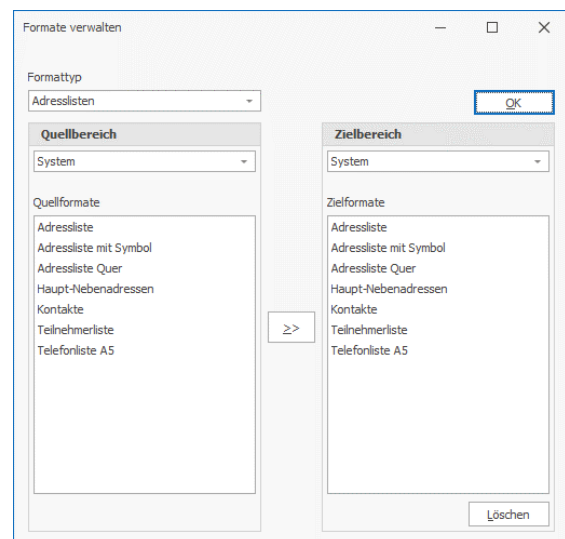 Formate verwalten
Formattyp
Adresslisten
OK
Quellbereich
System
Quellformate
Adressliste
Adressliste mit Symbol
Adressliste Quer
Haupt-Nebenadressen
Kontakte
Teilnehmerliste
Telefonliste A5
>>
Zielbereich
System
Zielformate
Adressliste
Adressliste mit Symbol
Adressliste Quer
Haupt-Nebenadressen
Kontakte
Teilnehmerliste
Telefonliste A5
Löschen